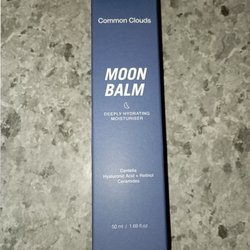 Common Clouds
MOON
BALM
DEEPLY HYDRATING
MOISTURISER
Centella
Hyaluronic Acid + Retinol
Ceramides
50 ml / 1.69 fl oz